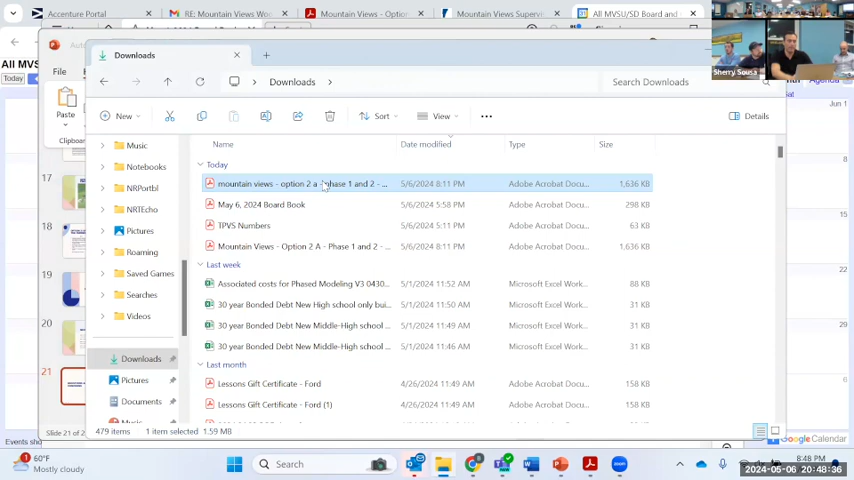 Accenture Portal
RE: Mountain Views Wo
Mountain Views - Option
Mountain Views Supervi
All MVSU/SD Board and
All MV
Today
Jun 1
Downloads
Downloads
Search Downloads
Sherry Sousa
File
Paste
Clipboard
New
Sort
View
Details
Name
Date modified
Type
Size
Music
Notebooks
NRPortbl
NRTEcho
Pictures
Roaming
Saved Games
Searches
Videos
Downloads
Pictures
Documents
Today
mountain views - option 2 a - phase 1 and 2 - ... 5/6/2024 8:11 PM Adobe Acrobat Docu... 1,636 KB
May 6, 2024 Board Book 5/6/2024 5:58 PM Adobe Acrobat Docu... 298 KB
TPVS Numbers 5/6/2024 5:11 PM Adobe Acrobat Docu... 63 KB
Mountain Views - Option 2 A - Phase 1 and 2 - ... 5/6/2024 8:11 PM Adobe Acrobat Docu... 1,636 KB
Last week
Associated costs for Phased Modeling V3 0430... 5/1/2024 11:52 AM Microsoft Excel Work... 88 KB
30 year Bonded Debt New High school only bui... 5/1/2024 11:50 AM Microsoft Excel Work... 31 KB
30 year Bonded Debt New Middle-High school ... 5/1/2024 11:49 AM Microsoft Excel Work... 31 KB
30 year Bonded Debt New Middle-High school ... 5/1/2024 11:46 AM Microsoft Excel Work... 31 KB
Last month
Lessons Gift Certificate - Ford 4/26/2024 11:49 AM Adobe Acrobat Docu... 158 KB
Lessons Gift Certificate - Ford (1) 4/26/2024 11:49 AM Adobe Acrobat Docu... 158 KB
17
18
19
20
21
479 items 1 item selected 1.59 MB
Slide 21 of 2
Events sho
Google Calendar
60°F
Mostly cloudy
Search
8:48 PM
2024-05-06 20:48:36